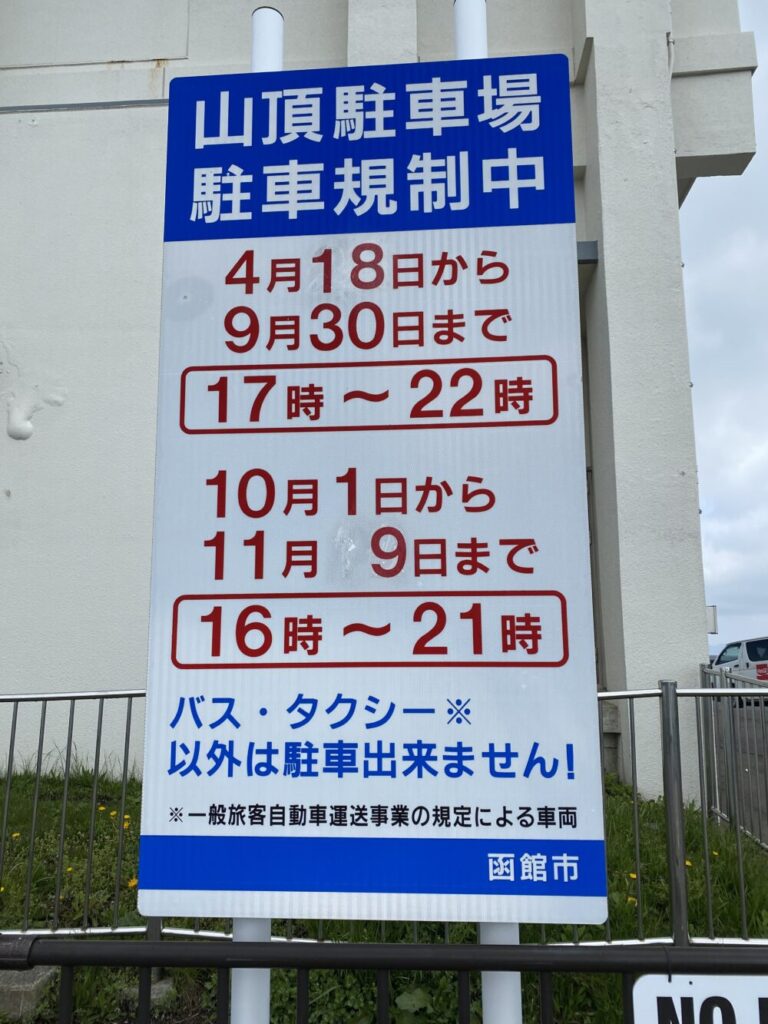 山頂駐車場
駐車規制中
4月18日から
9月30日まで
17時～22時
10月1日から
11月 9日まで
16時～21時
バス・タクシー※
以外は駐車出来ません!
※一般旅客自動車運送事業の規定による車両
函館市
NO